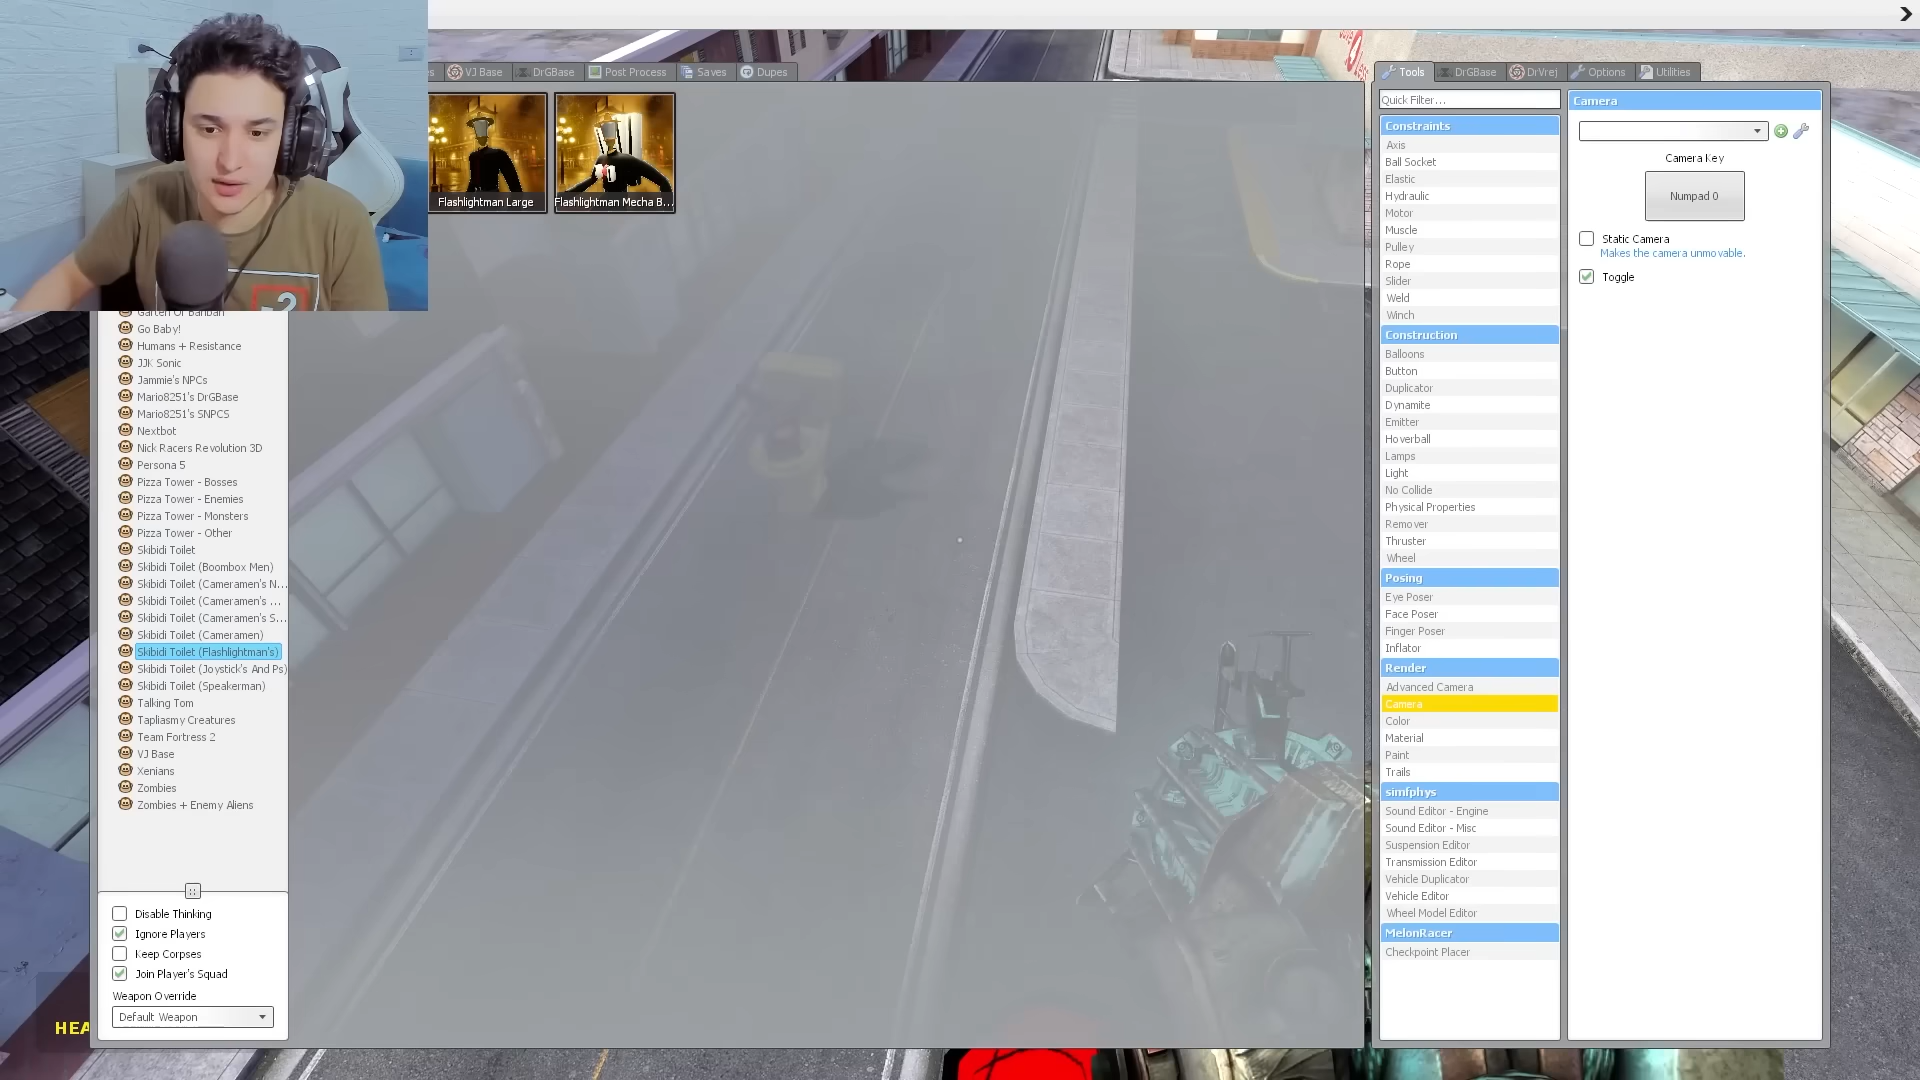 VJ Base
DrGBase
Post Process
Saves
Dupes
Flashlightman Large
Flashlightman Mecha B...
Garten Of Banban
Go Baby!
Humans + Resistance
JJK Sonic
Jammie's NPCs
Mario8251's DrGBase
Mario8251's SNPCS
Nextbot
Nick Racers Revolution 3D
Persona 5
Pizza Tower - Bosses
Pizza Tower - Enemies
Pizza Tower - Monsters
Pizza Tower - Other
Skibidi Toilet
Skibidi Toilet (Boombox Men)
Skibidi Toilet (Cameramen's N...
Skibidi Toilet (Cameramen's ...
Skibidi Toilet (Cameramen's S...
Skibidi Toilet (Cameramen)
Skibidi Toilet (Flashlightman's)
Skibidi Toilet (Joystick's And Ps)
Skibidi Toilet (Speakerman)
Talking Tom
Tapliasmy Creatures
Team Fortress 2
VJ Base
Xenians
Zombies
Zombies + Enemy Aliens
Disable Thinking
Ignore Players
Keep Corpses
Join Player's Squad
Weapon Override
Default Weapon
HEA
Tools
DrGBase
DrVrej
Options
Utilities
Quick Filter...
Constraints
Axis
Ball Socket
Elastic
Hydraulic
Motor
Muscle
Pulley
Rope
Slider
Weld
Winch
Construction
Balloons
Button
Duplicator
Dynamite
Emitter
Hoverball
Lamps
Light
No Collide
Physical Properties
Remover
Thruster
Wheel
Posing
Eye Poser
Face Poser
Finger Poser
Inflator
Render
Advanced Camera
Camera
Color
Material
Paint
Trails
simfphys
Sound Editor - Engine
Sound Editor - Misc
Suspension Editor
Transmission Editor
Vehicle Duplicator
Vehicle Editor
Wheel Model Editor
MelonRacer
Checkpoint Placer
Camera
Camera Key
Numpad 0
Static Camera
Makes the camera unmovable.
Toggle